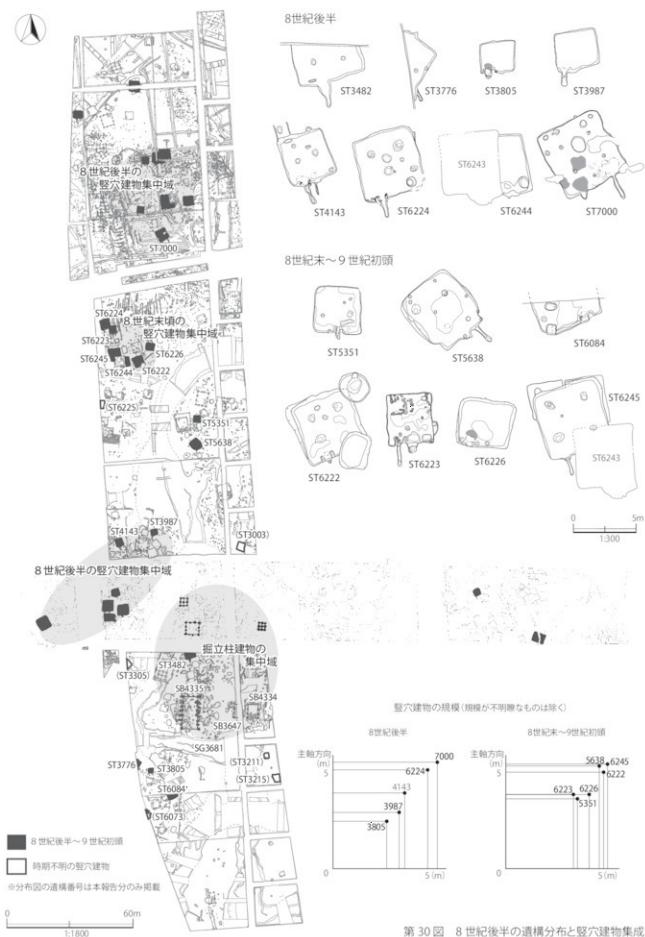 8世紀後半
ST3482
ST3776
ST3805
ST3987
ST4143
ST6224
ST6243
ST6244
ST7000
8世紀末～9世紀初頭
ST5351
ST5638
ST6084
ST6222
ST6223
ST6226
ST6245
ST6243
0 5m
1:300
8世紀後半の
竪穴建物集中域
ST7000
ST6224
8世紀末頃の
竪穴建物集中域
ST6223
ST6245
ST6226
ST6244
ST6222
(ST6225)
ST5351
ST5638
ST4143
ST3987
(ST3003)
8世紀後半の竪穴建物集中域
掘立柱建物の
集中域
ST3482
(ST3305)
SB4335
SB4334
SB3647
SG3681
ST3776
ST3805
(ST3211)
(ST3215)
ST6084
(ST6073)
8世紀後半～9世紀初頭
時期不明の竪穴建物
※分布図の遺構番号は本報告分のみ掲載
0 60m
1:1800
竪穴建物の規模(規模が不明瞭なものは除く)
8世紀後半
主軸方向
(m)
5
7000
6224
4143
3987
3805
0 5(m)
8世紀末～9世紀初頭
主軸方向
(m)
5
5638
6245
6222
6223
6226
5351
0 5(m)
第30図 8世紀後半の遺構分布と竪穴建物集成